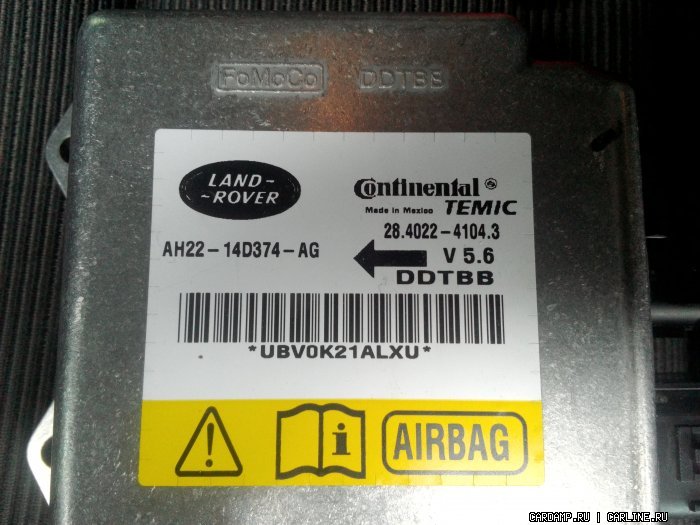 FoMoCo DDTBB
LAND-
-ROVER
Continental ®
Made in Mexico TEMIC
28.4022-4104.3
AH22-14D374-AG
V 5.6
DDTBB
*UBV0K21ALXU*
! i AIRBAG
CARDAMP.RU | CARLINE.RU